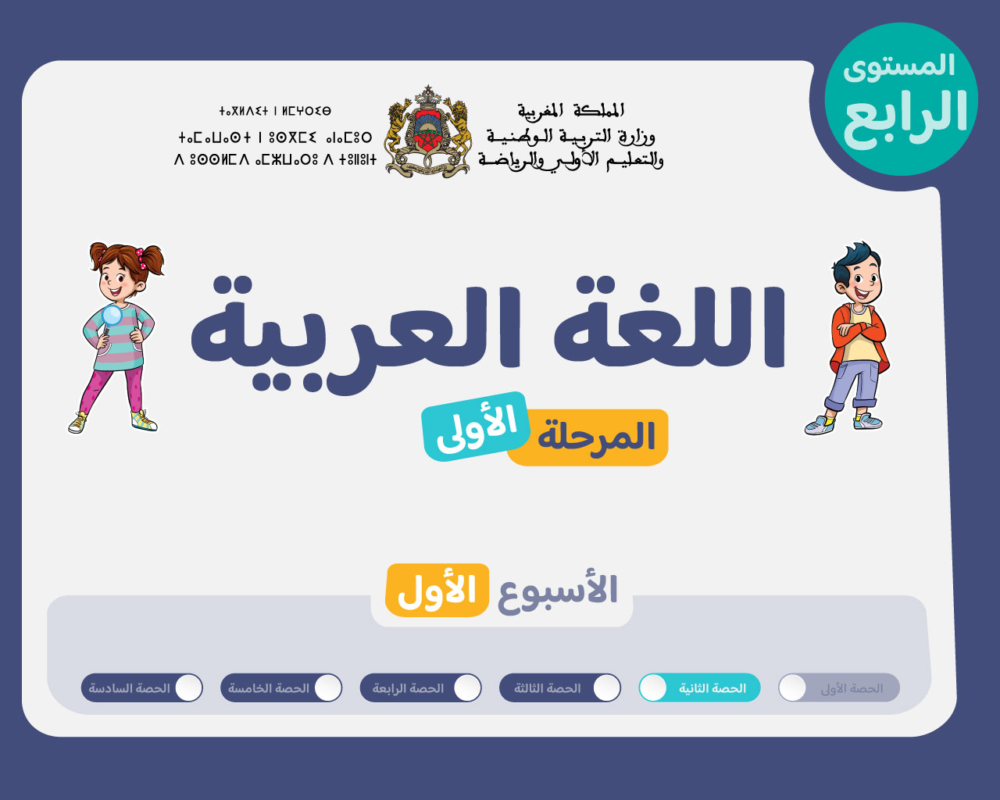 المستوى
الرابع
المملكة المغربية
وزارة التربية الوطنية
والتعليم الأولي والرياضة
ⵜⴰⴳⵍⴷⵉⵜ ⵏ ⵍⵎⵖⵔⵉⴱ
ⵜⴰⵎⴰⵡⴰⵙⵜ ⵏ ⵓⵙⴳⵎⵉ ⴰⵏⴰⵎⵓⵔ
ⴷ ⵓⵙⵙⵍⵎⴷ ⴰⵎⵣⵡⴰⵔⵓ ⴷ ⵜⵓⵏⵏⵓⵏⵜ
اللغة العربية
المرحلة الأولى
الأسبوع الأول
الحصة الأولى
الحصة الثانية
الحصة الثالثة
الحصة الرابعة
الحصة الخامسة
الحصة السادسة